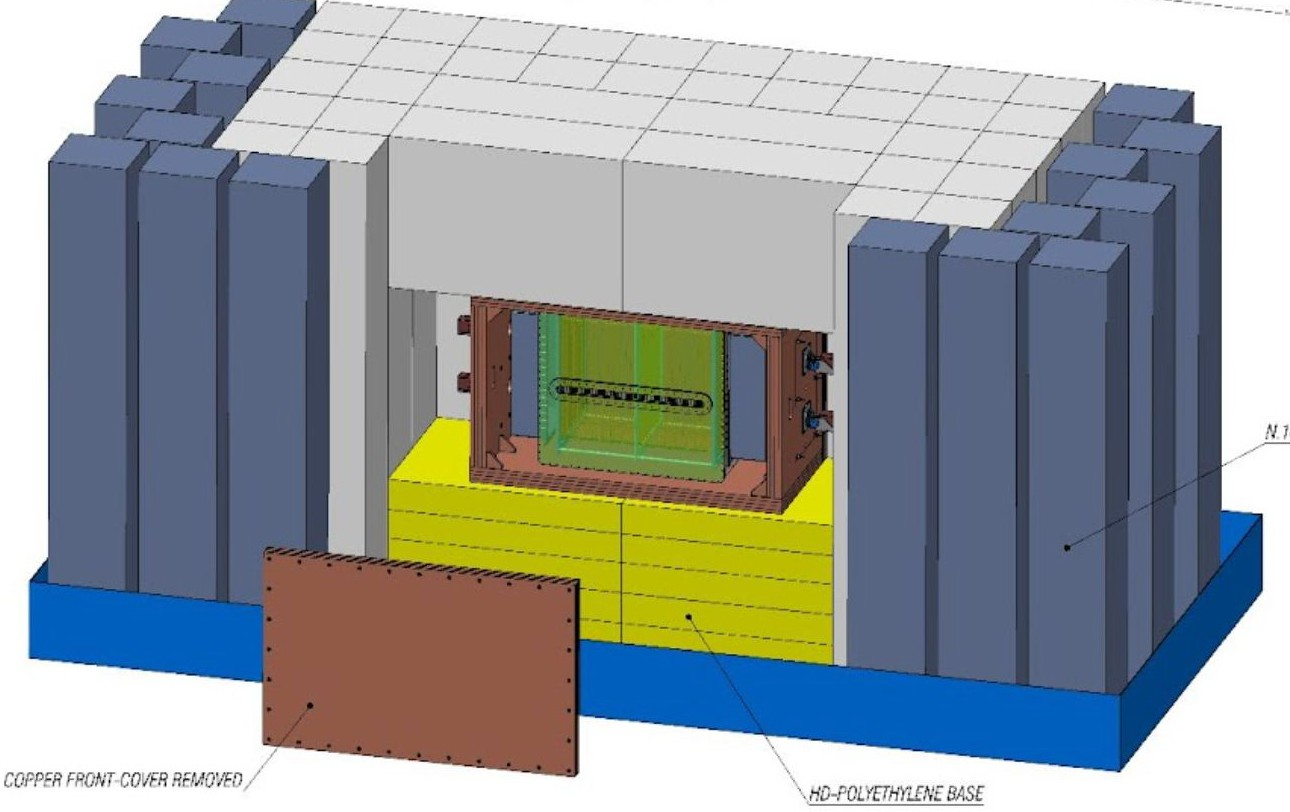 N.1
COPPER FRONT-COVER REMOVED
HD-POLYETHYLENE BASE